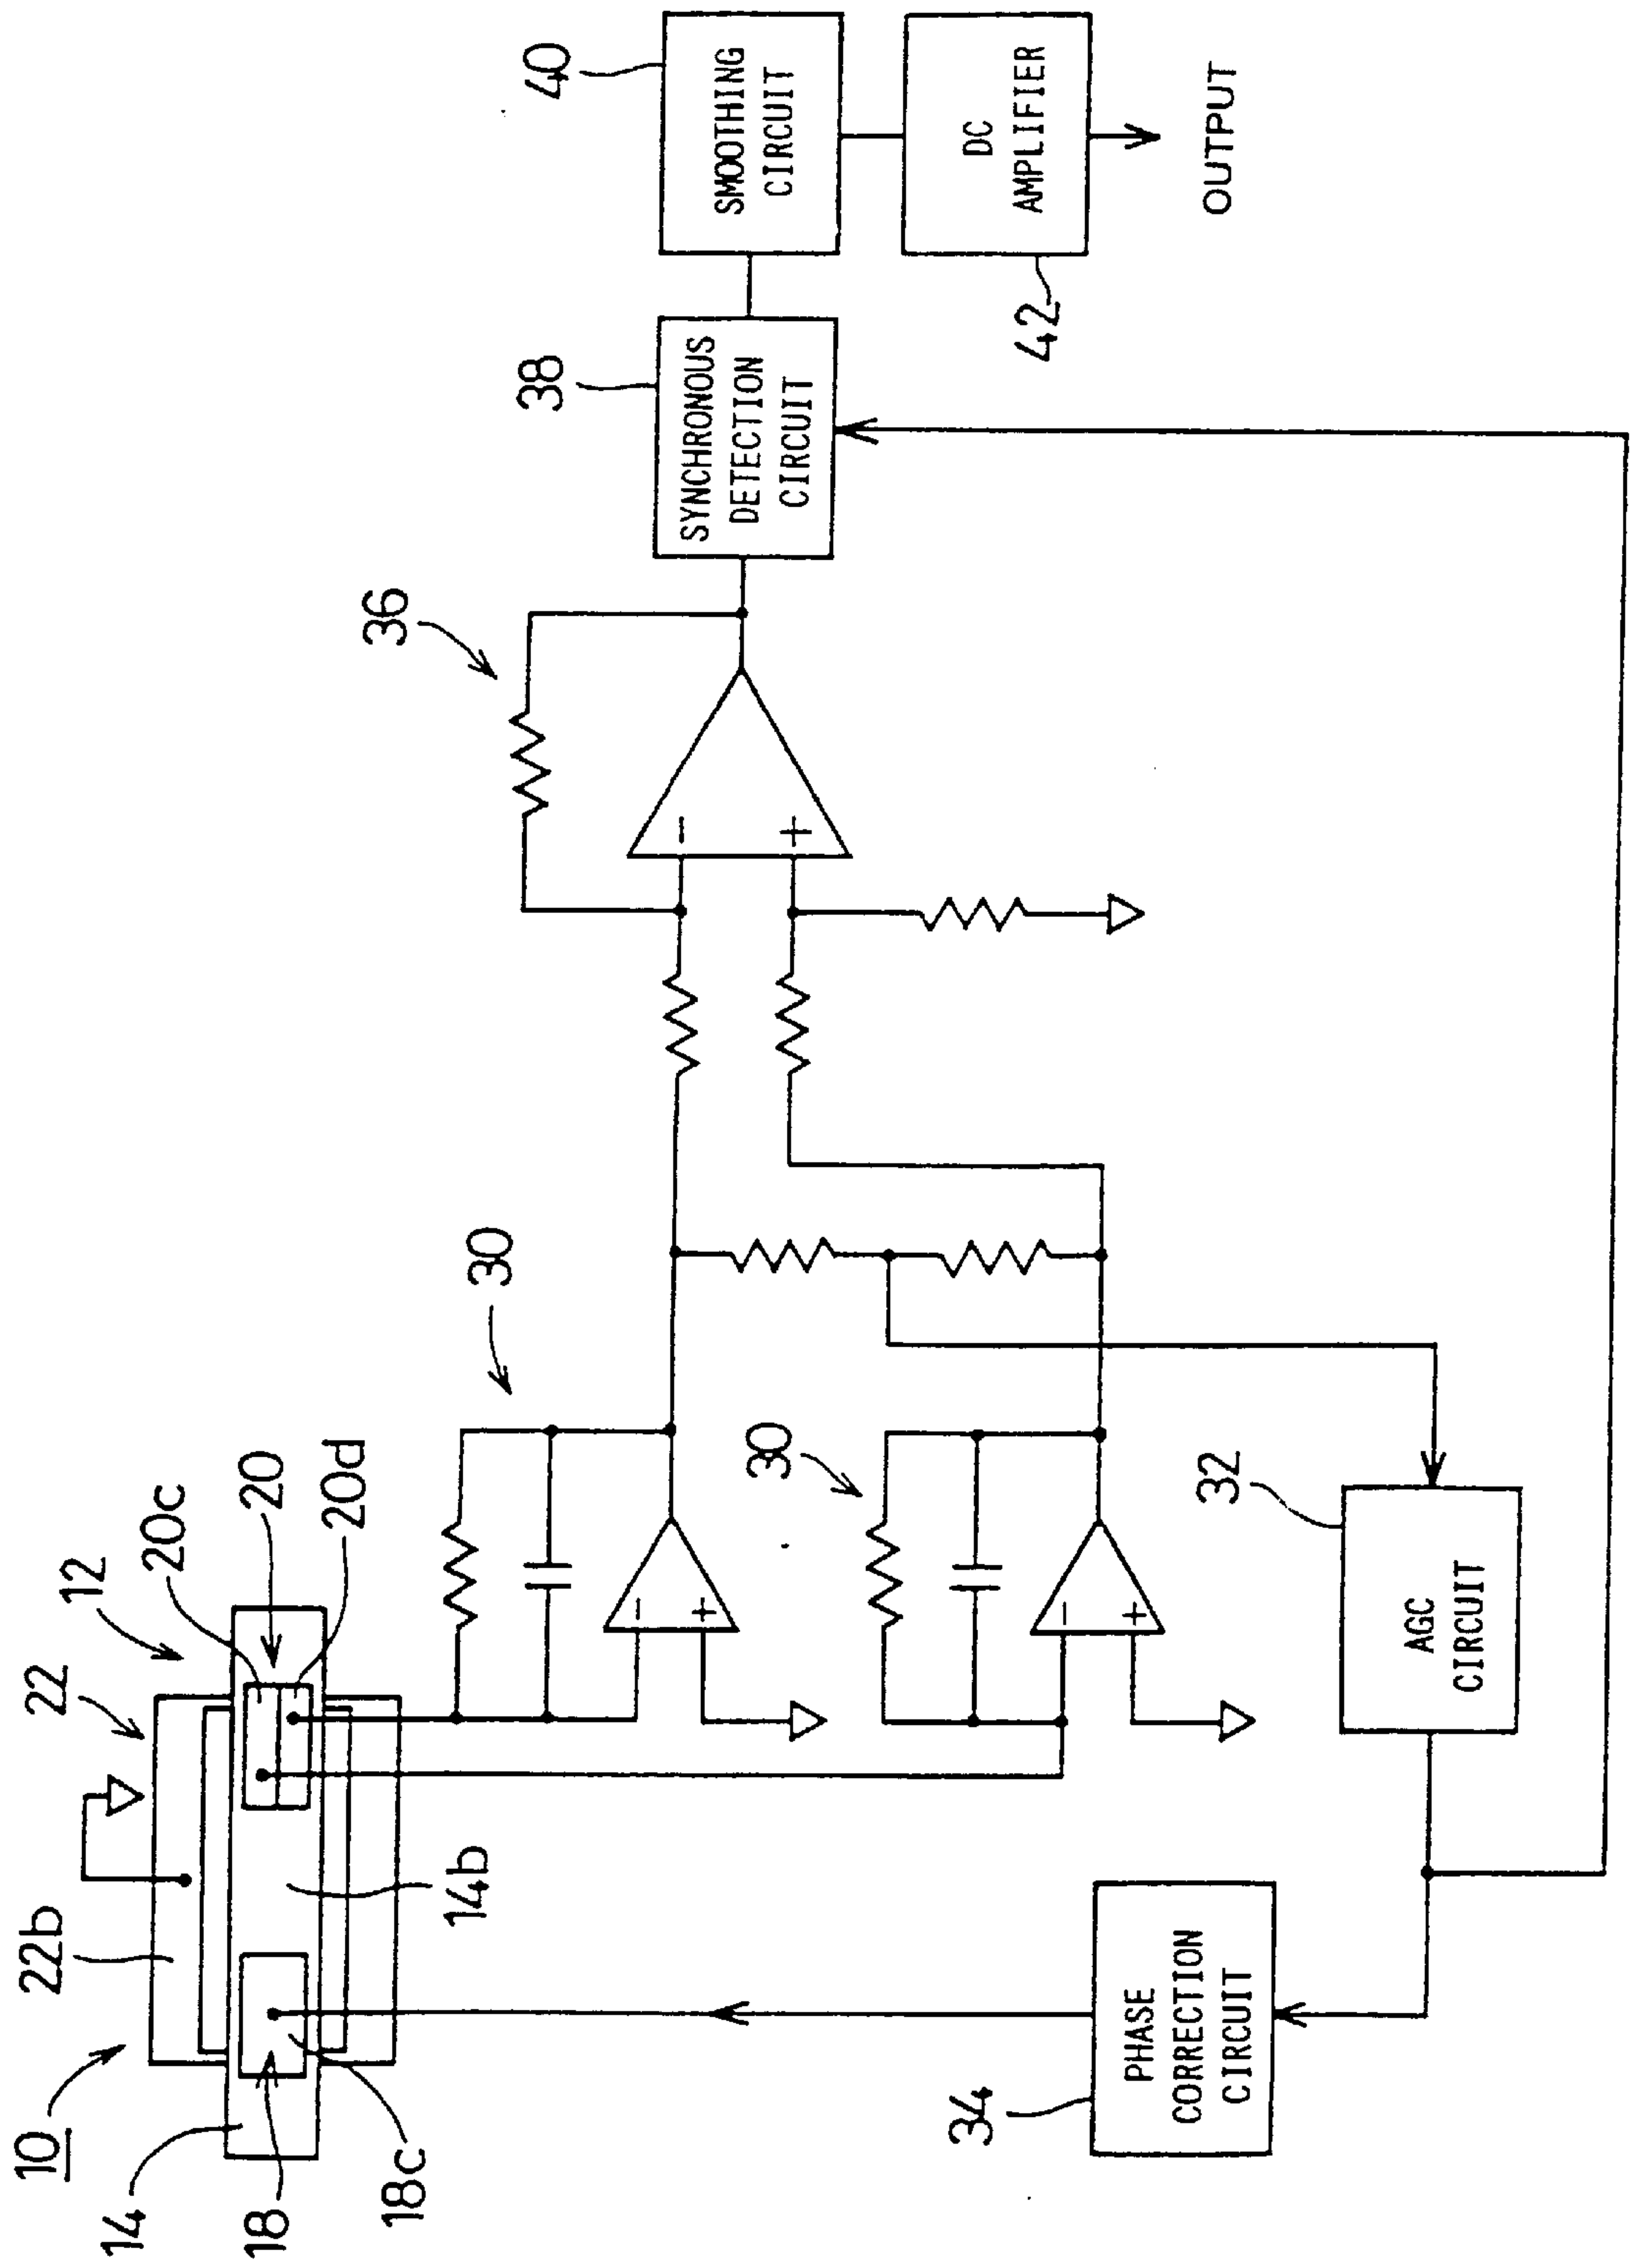 10
14
18
18c
22b
22
12
20c
20
20d
14b
30
30
32
AGC
CIRCUIT
34
PHASE
CORRECTION
CIRCUIT
36
38
SYNCHRONOUS
DETECTION
CIRCUIT
40
SMOOTHING
CIRCUIT
42
DC
AMPLIFIER
OUTPUT
−
+
−
+
−
+